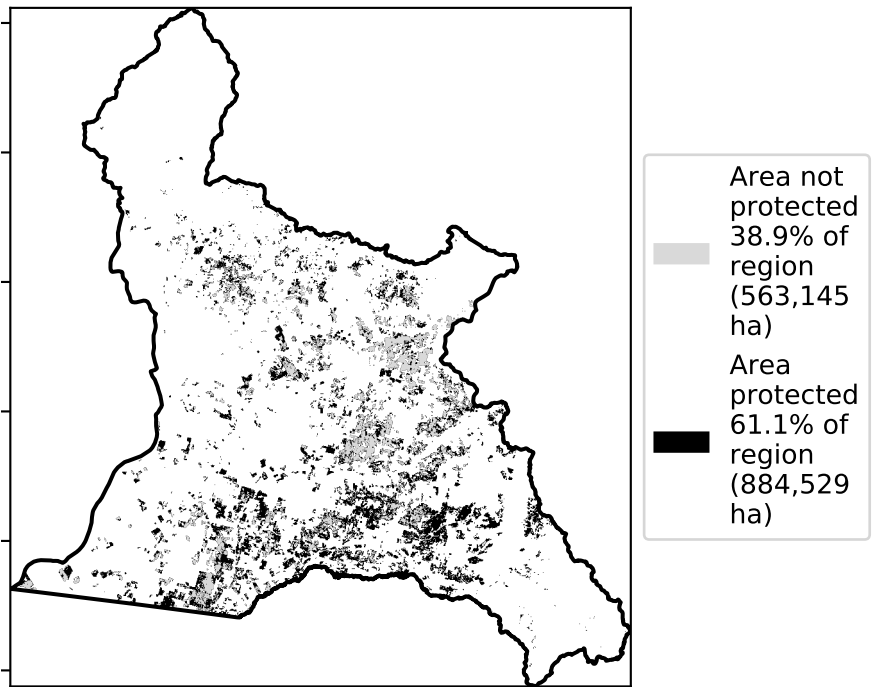 Area not
protected
38.9% of
region
(563,145
ha)
Area
protected
61.1% of
region
(884,529
ha)